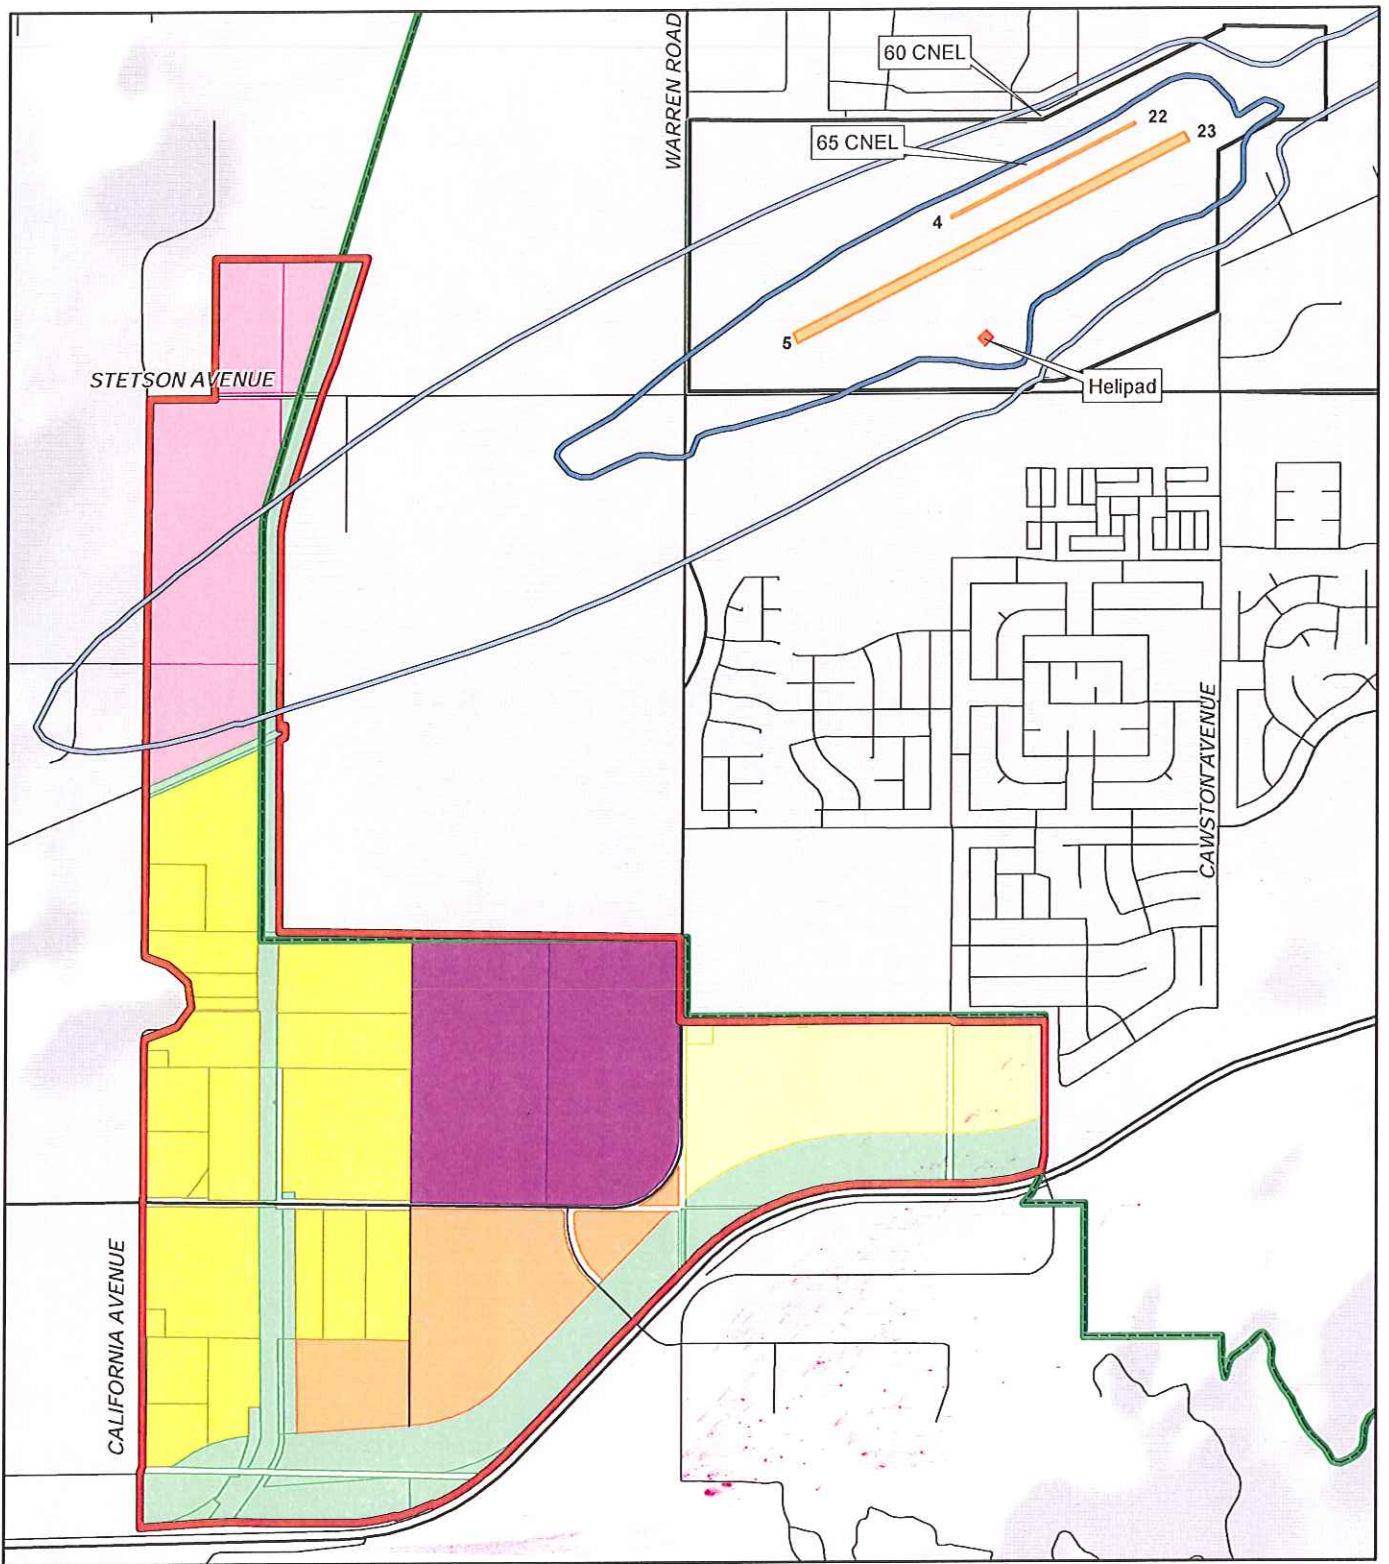 WARREN ROAD
60 CNEL
65 CNEL
22
23
4
5
Helipad
STETSON AVENUE
CAWSTON AVENUE
CALIFORNIA AVENUE